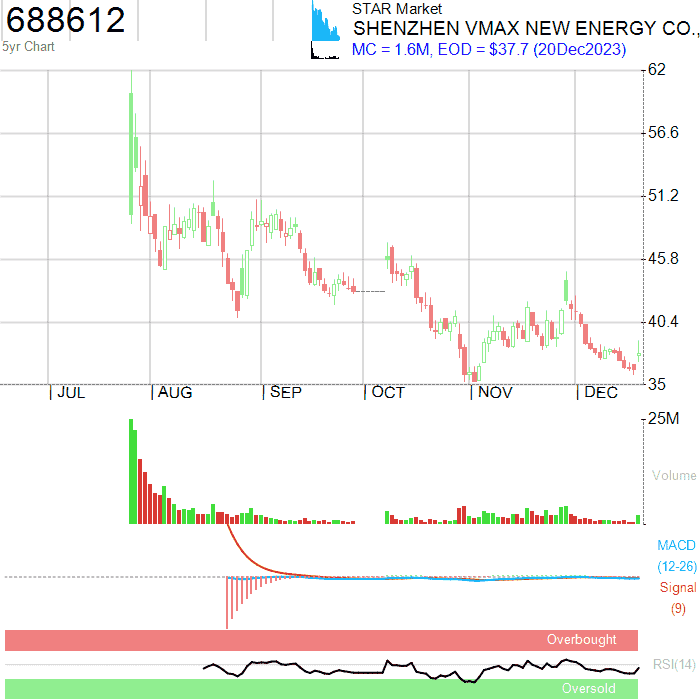 688612
5yr Chart
STAR Market
SHENZHEN VMAX NEW ENERGY CO.,
MC = 1.6M, EOD = $37.7 (20Dec2023)
62
56.6
51.2
45.8
40.4
35
JUL AUG SEP OCT NOV DEC
25M
Volume
MACD
(12-26)
Signal
(9)
Overbought
RSI(14)
Oversold